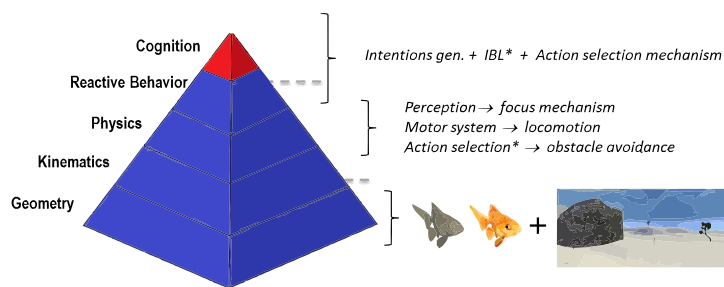 Cognition
Intentions gen. + IBL* + Action selection mechanism
Reactive Behavior
Perception → focus mechanism
Physics
Motor system → locomotion
Action selection* → obstacle avoidance
Kinematics
Geometry
+